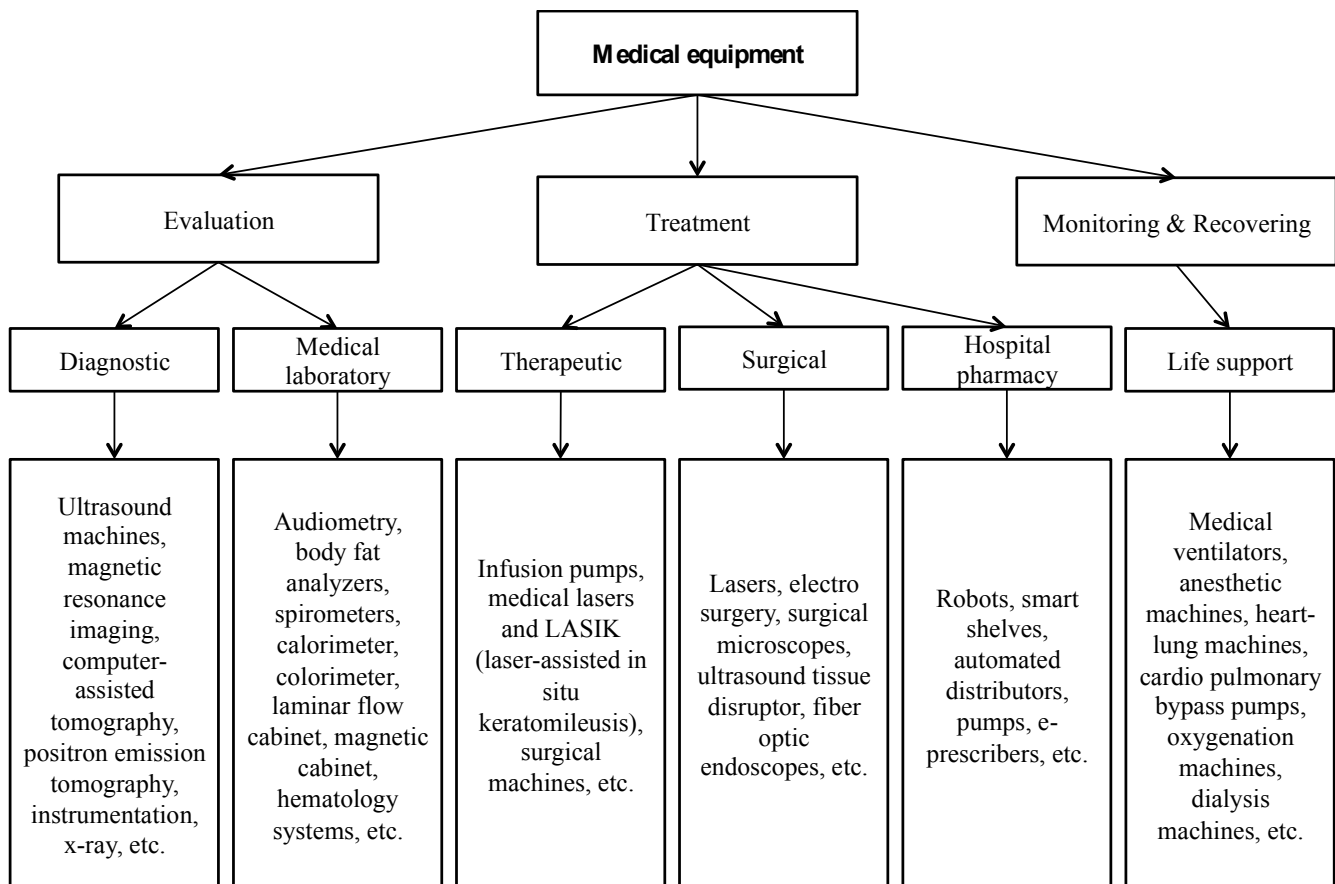 Medical equipment
Evaluation
Treatment
Monitoring & Recovering
Diagnostic
Medical
laboratory
Therapeutic
Surgical
Hospital
pharmacy
Life support
Ultrasound
machines,
magnetic
resonance
imaging,
computer-
assisted
tomography,
positron emission
tomography,
instrumentation,
x-ray, etc.
Audiometry,
body fat
analyzers,
spirometers,
calorimeter,
colorimeter,
laminar flow
cabinet, magnetic
cabinet,
hematology
systems, etc.
Infusion pumps,
medical lasers
and LASIK
(laser-assisted in
situ
keratomileusis),
surgical
machines, etc.
Lasers, electro
surgery, surgical
microscopes,
ultrasound tissue
disruptor, fiber
optic
endoscopes, etc.
Robots, smart
shelves,
automated
distributors,
pumps, e-
prescribers, etc.
Medical
ventilators,
anesthetic
machines, heart-
lung machines,
cardio pulmonary
bypass pumps,
oxygenation
machines,
dialysis
machines, etc.